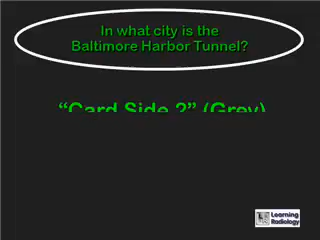 In what city is the
Baltimore Harbor Tunnel?
“Card Side 2” (Grey)
Learning
Radiology